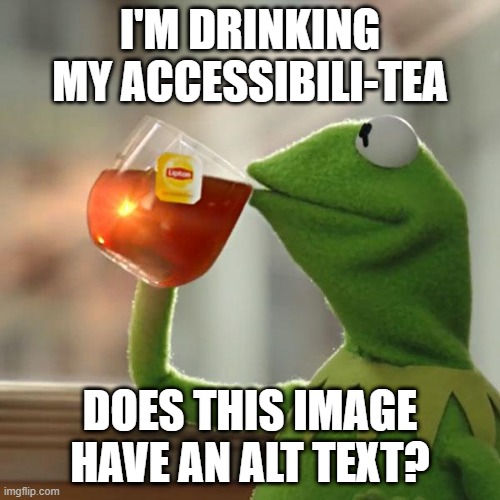 I'M DRINKING
MY ACCESSIBILI-TEA
Lipton
DOES THIS IMAGE
HAVE AN ALT TEXT?
imgflip.com